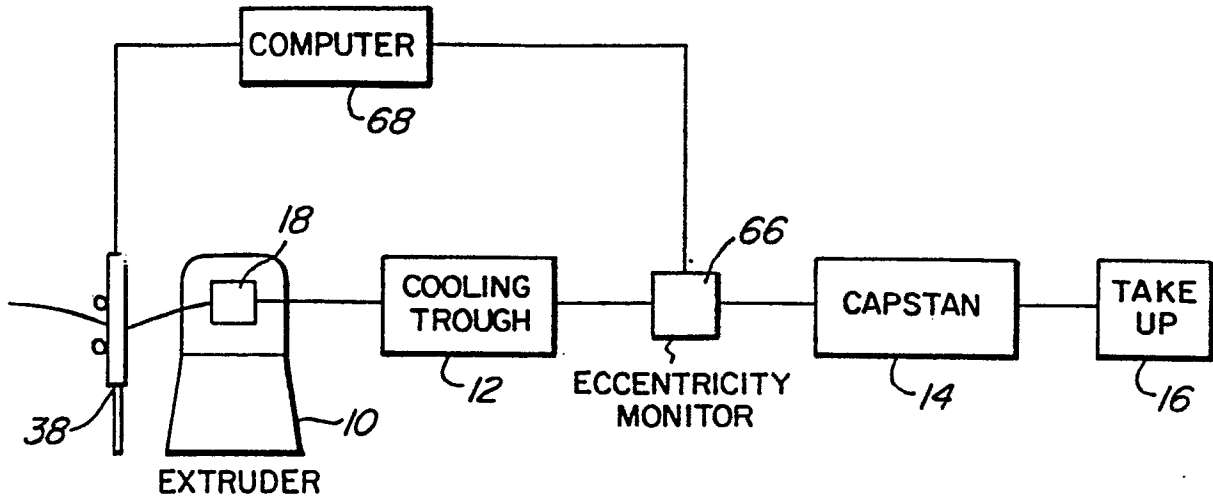 COMPUTER
68
18
66
COOLING
TROUGH
CAPSTAN
TAKE
UP
38
10
12
ECCENTRICITY
MONITOR
14
16
EXTRUDER